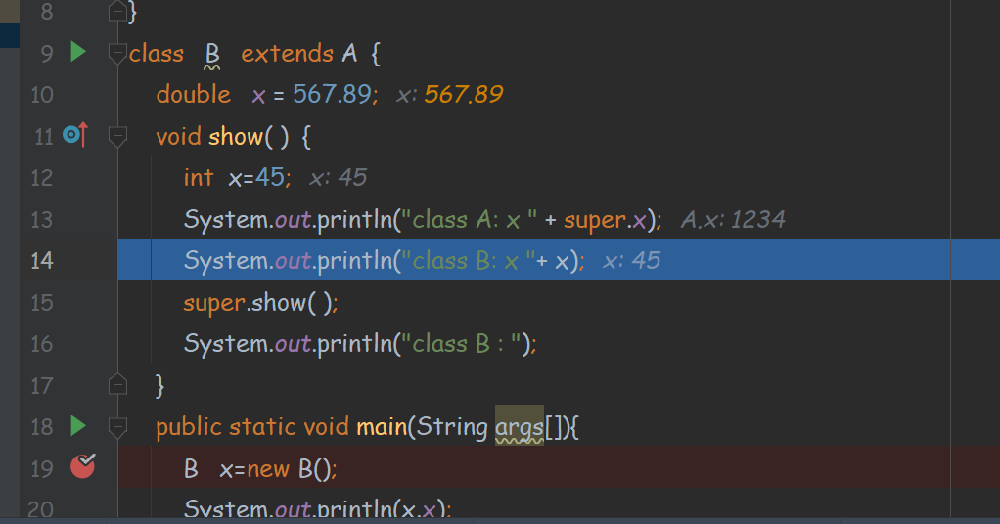 8 }
9 class B extends A {
10 double x = 567.89; x: 567.89
11 void show( ) {
12 int x=45; x: 45
13 System.out.println("class A: x " + super.x); A.x: 1234
14 System.out.println("class B: x "+ x); x: 45
15 super.show( );
16 System.out.println("class B : ");
17 }
18 public static void main(String args[]){
19 B x=new B();
20 System.out.println(x.x);